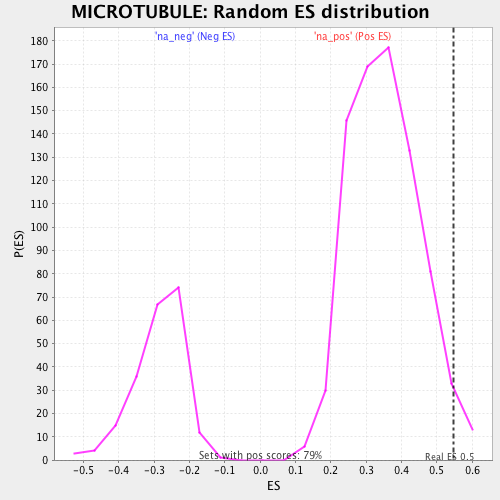 MICROTUBULE: Random ES distribution
'na_neg' (Neg ES) 'na_pos' (Pos ES)
180
170
160
150
140
130
120
110
100
90
80
70
60
50
40
30
20
10
0
P(ES)
Sets with pos scores: 79%
Real ES 0.5
-0.5 -0.4 -0.3 -0.2 -0.1 0.0 0.1 0.2 0.3 0.4 0.5 0.6
ES